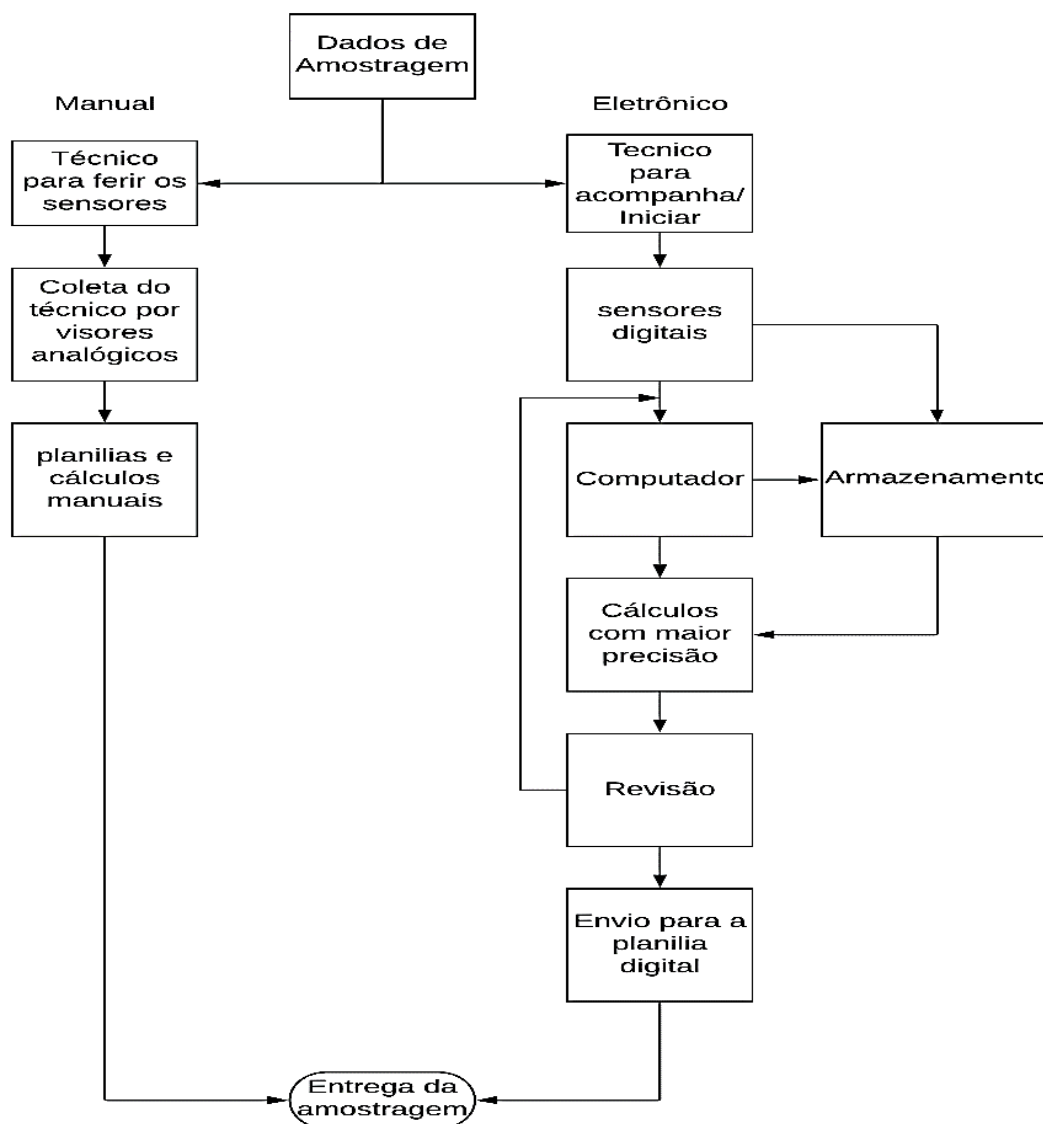 Dados de
Amostragem
Manual
Eletrônico
Técnico
para ferir os
sensores
Tecnico
para
acompanha/
Iniciar
Coleta do
técnico por
visores
analógicos
sensores
digitais
planilias e
cálculos
manuais
Computador
Armazenamento
Cálculos
com maior
precisão
Revisão
Envio para a
planilia
digital
Entrega da
amostragem